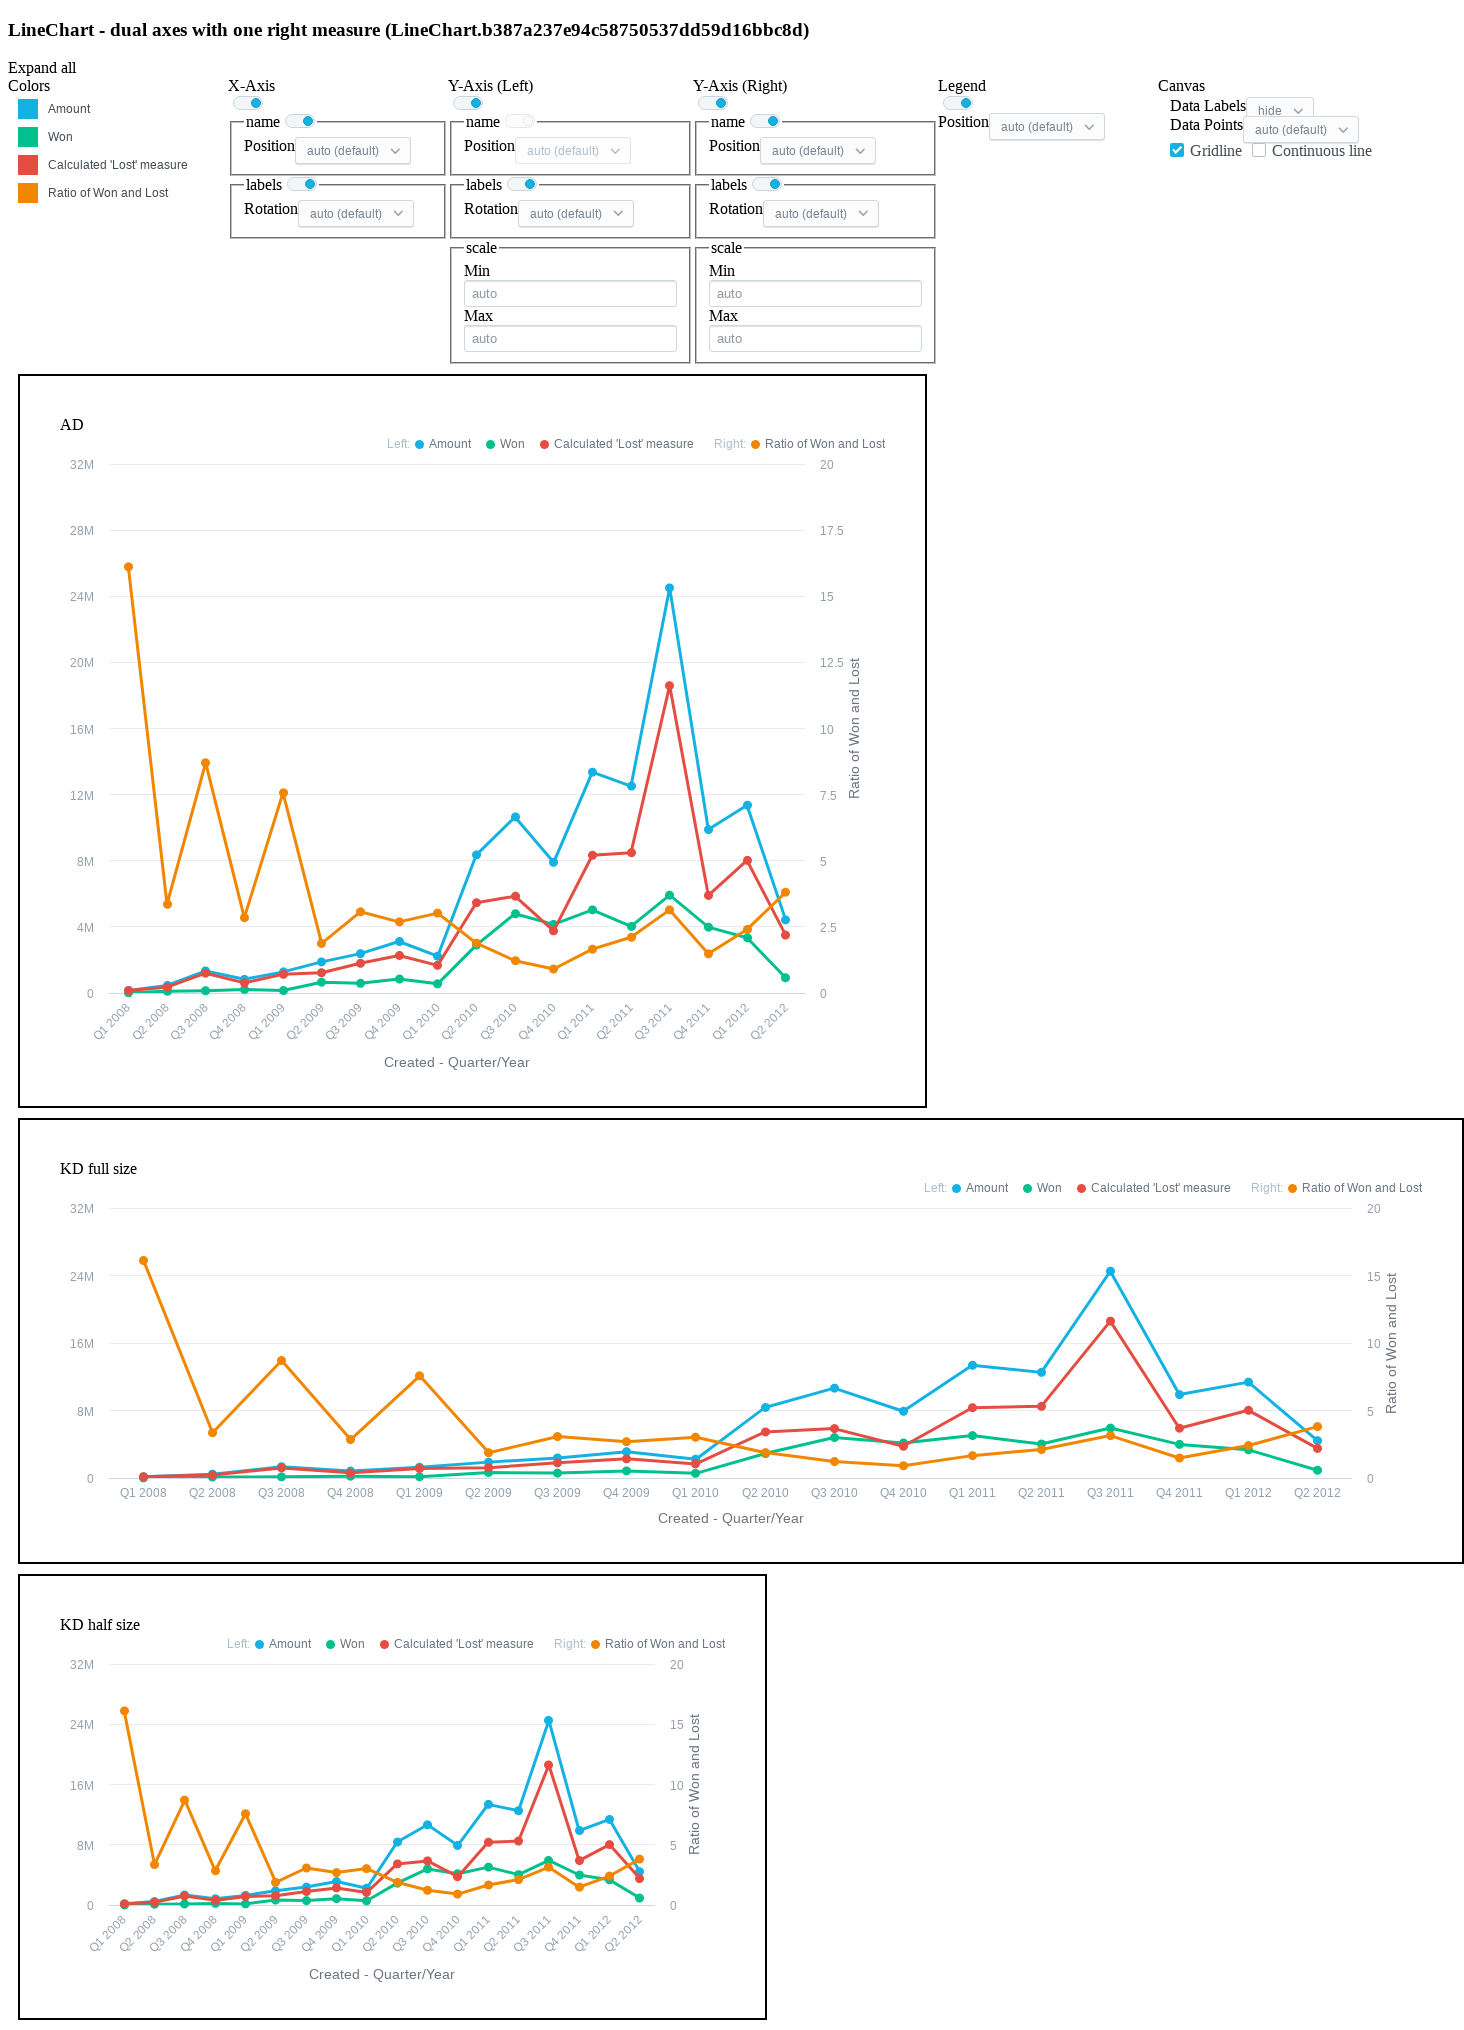 LineChart - dual axes with one right measure (LineChart.b387a237e94c58750537dd59d16bbc8d)
Expand all
Colors
Amount
Won
Calculated 'Lost' measure
Ratio of Won and Lost
X-Axis
name
Position auto (default)
labels
Rotation auto (default)
Y-Axis (Left)
name
Position auto (default)
labels
Rotation auto (default)
scale
Min
auto
Max
auto
Y-Axis (Right)
name
Position auto (default)
labels
Rotation auto (default)
scale
Min
auto
Max
auto
Legend
Position auto (default)
Canvas
Data Labels hide
Data Points auto (default)
Gridline Continuous line
AD
Left: Amount Won Calculated 'Lost' measure Right: Ratio of Won and Lost
32M 20
28M 17.5
24M 15
20M 12.5
16M 10
12M 7.5
8M 5
4M 2.5
0 0
Ratio of Won and Lost
Q1 2008 Q2 2008 Q3 2008 Q4 2008 Q1 2009 Q2 2009 Q3 2009 Q4 2009 Q1 2010 Q2 2010 Q3 2010 Q4 2010 Q1 2011 Q2 2011 Q3 2011 Q4 2011 Q1 2012 Q2 2012
Created - Quarter/Year
KD full size
Left: Amount Won Calculated 'Lost' measure Right: Ratio of Won and Lost
32M 20
24M 15
16M 10
8M 5
0 0
Ratio of Won and Lost
Q1 2008 Q2 2008 Q3 2008 Q4 2008 Q1 2009 Q2 2009 Q3 2009 Q4 2009 Q1 2010 Q2 2010 Q3 2010 Q4 2010 Q1 2011 Q2 2011 Q3 2011 Q4 2011 Q1 2012 Q2 2012
Created - Quarter/Year
KD half size
Left: Amount Won Calculated 'Lost' measure Right: Ratio of Won and Lost
32M 20
24M 15
16M 10
8M 5
0 0
Ratio of Won and Lost
Q1 2008 Q2 2008 Q3 2008 Q4 2008 Q1 2009 Q2 2009 Q3 2009 Q4 2009 Q1 2010 Q2 2010 Q3 2010 Q4 2010 Q1 2011 Q2 2011 Q3 2011 Q4 2011 Q1 2012 Q2 2012
Created - Quarter/Year